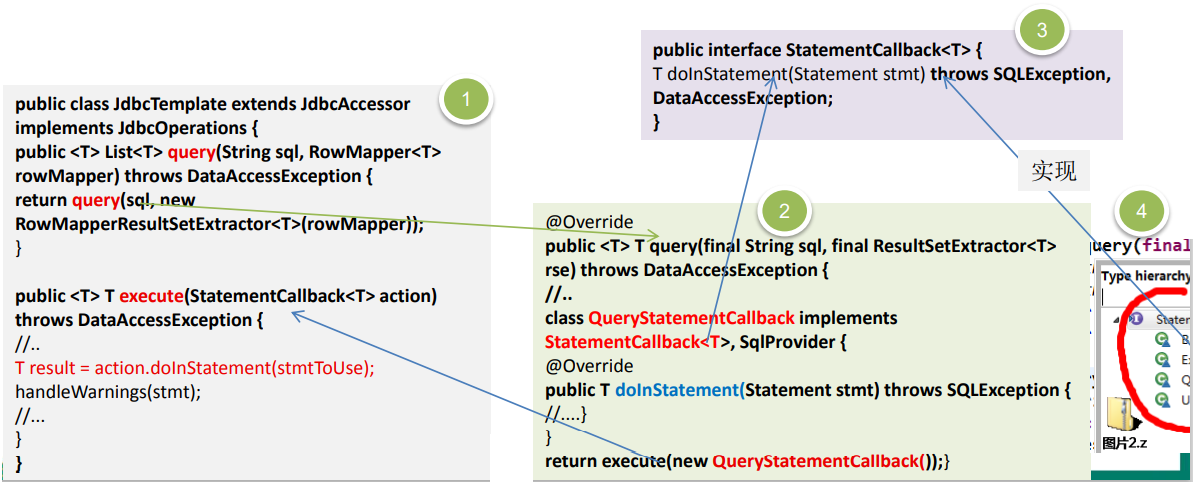 1
public class JdbcTemplate extends JdbcAccessor
implements JdbcOperations {
public <T> List<T> query(String sql, RowMapper<T>
rowMapper) throws DataAccessException {
return query(sql, new
RowMapperResultSetExtractor<T>(rowMapper));
}
public <T> T execute(StatementCallback<T> action)
throws DataAccessException {
//..
T result = action.doInStatement(stmtToUse);
handleWarnings(stmt);
//...
}
}
3
public interface StatementCallback<T> {
T doInStatement(Statement stmt) throws SQLException,
DataAccessException;
}
实现
2
@Override
public <T> T query(final String sql, final ResultSetExtractor<T>
rse) throws DataAccessException {
//..
class QueryStatementCallback implements
StatementCallback<T>, SqlProvider {
@Override
public T doInStatement(Statement stmt) throws SQLException {
//....}
}
return execute(new QueryStatementCallback());}
4
uery(final
Type hierarchy
Statem
E
Q
U
图片2.z